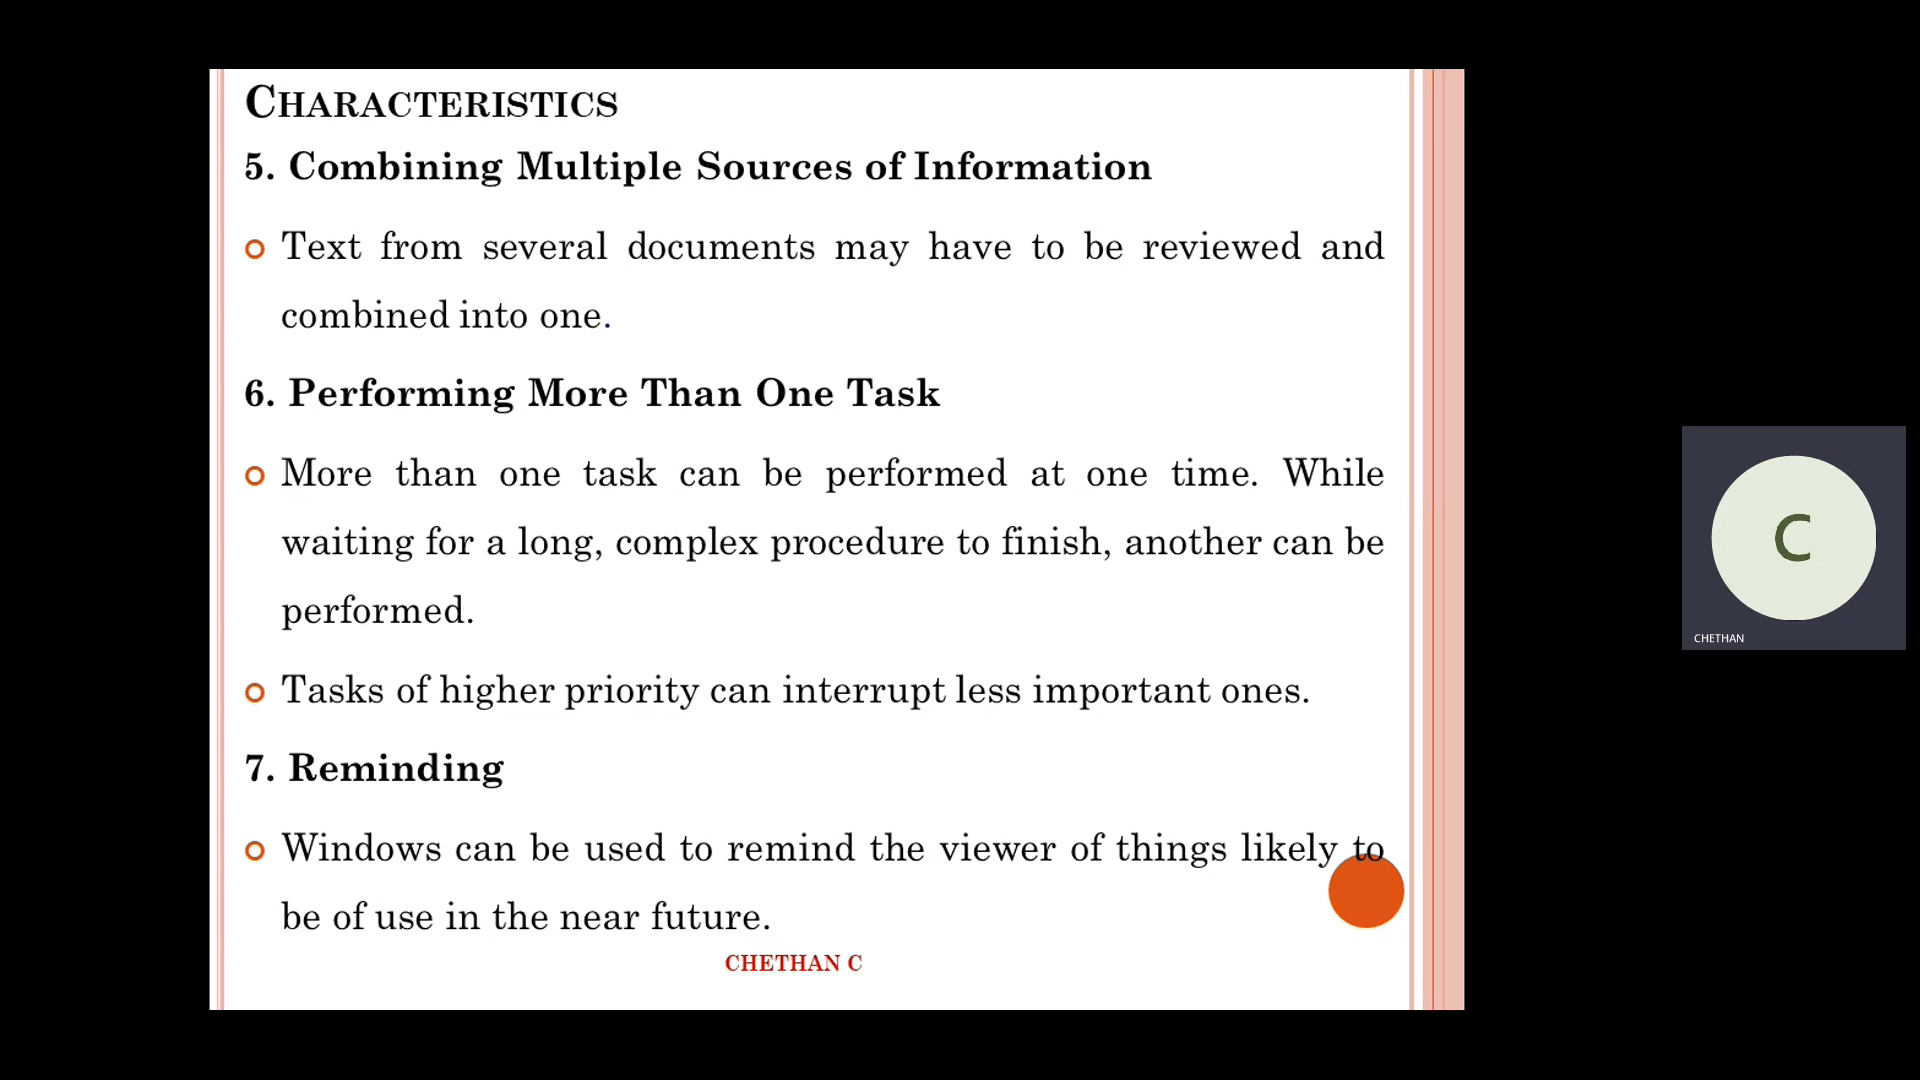 CHARACTERISTICS
5. Combining Multiple Sources of Information
Text from several documents may have to be reviewed and
combined into one.
6. Performing More Than One Task
More than one task can be performed at one time. While
waiting for a long, complex procedure to finish, another can be
performed.
Tasks of higher priority can interrupt less important ones.
7. Reminding
Windows can be used to remind the viewer of things likely to
be of use in the near future.
CHETHAN C
C
CHETHAN